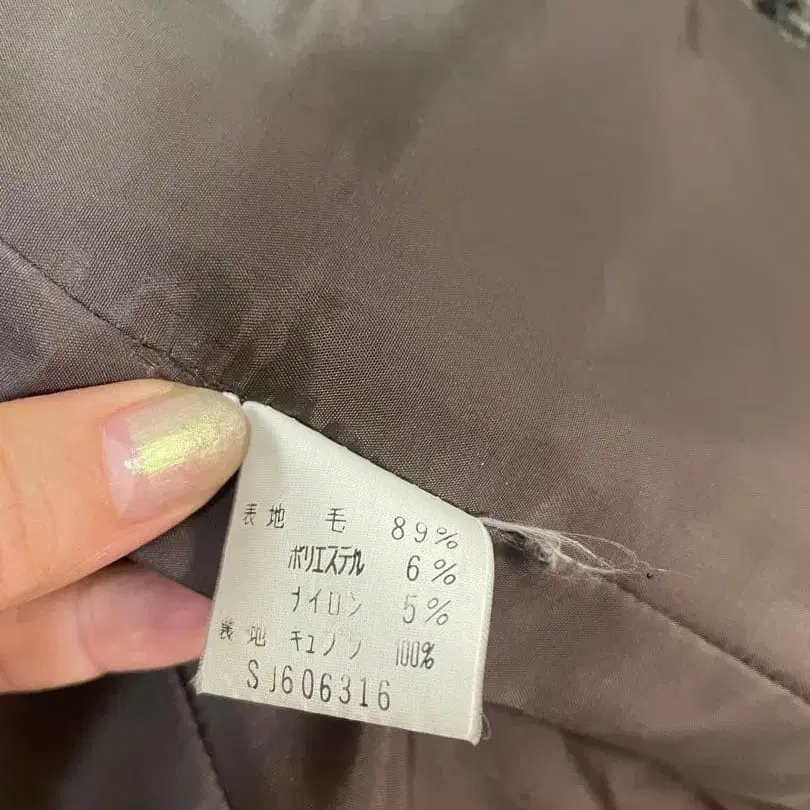 表地 毛 89%
ポリエステル 6%
ナイロン 5%
裏地 キュプラ 100%
SJ606316